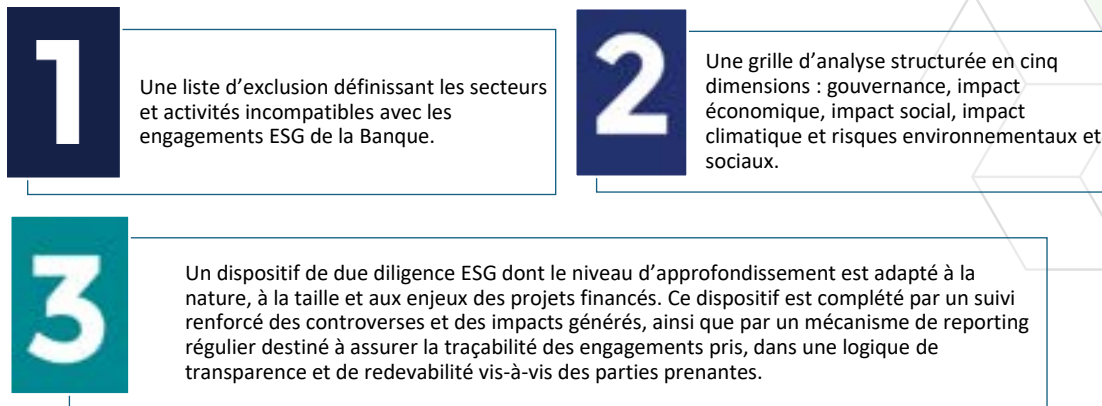 1
Une liste d’exclusion définissant les secteurs
et activités incompatibles avec les
engagements ESG de la Banque.
2
Une grille d’analyse structurée en cinq
dimensions : gouvernance, impact
économique, impact social, impact
climatique et risques environnementaux et
sociaux.
3
Un dispositif de due diligence ESG dont le niveau d’approfondissement est adapté à la
nature, à la taille et aux enjeux des projets financés. Ce dispositif est complété par un suivi
renforcé des controverses et des impacts générés, ainsi que par un mécanisme de reporting
régulier destiné à assurer la traçabilité des engagements pris, dans une logique de
transparence et de redevabilité vis-à-vis des parties prenantes.